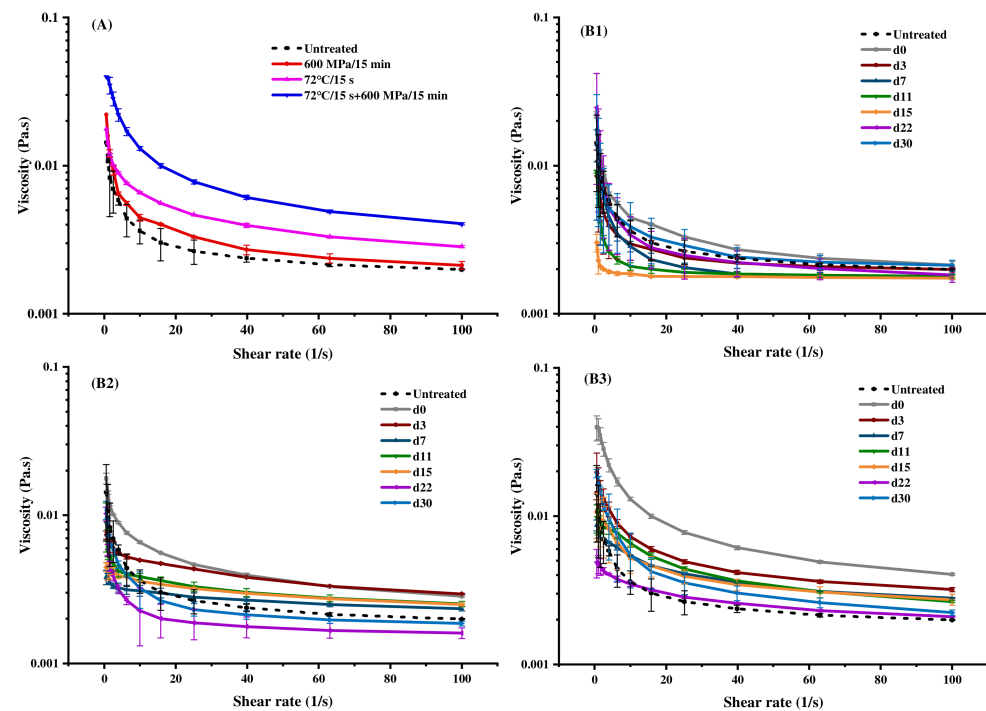 (A)
0.1
0.01
0.001
Viscosity (Pa.s)
Untreated
600 MPa/15 min
72°C/15 s
72°C/15 s+600 MPa/15 min
0 20 40 60 80 100
Shear rate (1/s)
(B1)
0.1
0.01
0.001
Viscosity (Pa.s)
Untreated
d0
d3
d7
d11
d15
d22
d30
0 20 40 60 80 100
Shear rate (1/s)
(B2)
0.1
0.01
0.001
Viscosity (Pa.s)
Untreated
d0
d3
d7
d11
d15
d22
d30
0 20 40 60 80 100
Shear rate (1/s)
(B3)
0.1
0.01
0.001
Viscosity (Pa.s)
Untreated
d0
d3
d7
d11
d15
d22
d30
0 20 40 60 80 100
Shear rate (1/s)